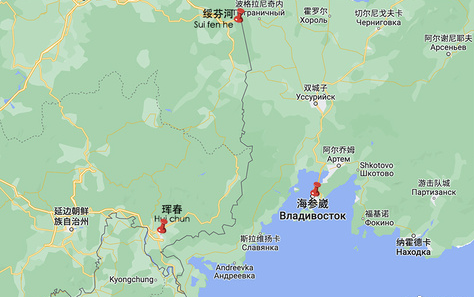 波格拉尼奇内
граничный
绥芬河
Sui fen he
霍罗尔
Хороль
切尔尼戈夫卡
Черниговка
阿尔谢耶夫
Арсеньев
双城子
Уссурийск
阿尔乔姆
Артем
Shkotovo
Шкотово
游击队城
Партизанск
海参崴
Владивосток
珲春
Hui chun
延边朝鲜
族自治州
福基诺
Фокино
斯拉维扬卡
Славянка
纳霍德卡
Находка
Kyongchung
Andreevka
Андреевка